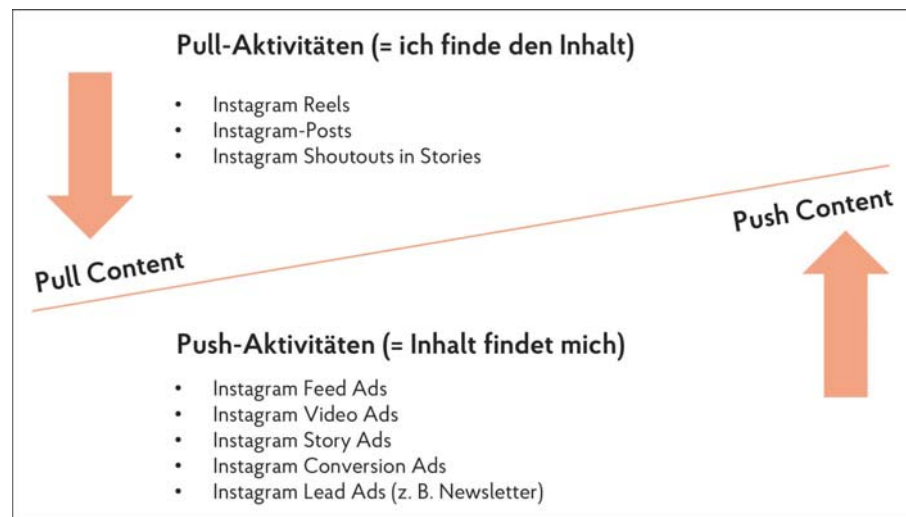 Pull-Aktivitäten (= ich finde den Inhalt)
• Instagram Reels
• Instagram-Posts
• Instagram Shoutouts in Stories
Push Content
Pull Content
Push-Aktivitäten (= Inhalt findet mich)
• Instagram Feed Ads
• Instagram Video Ads
• Instagram Story Ads
• Instagram Conversion Ads
• Instagram Lead Ads (z. B. Newsletter)